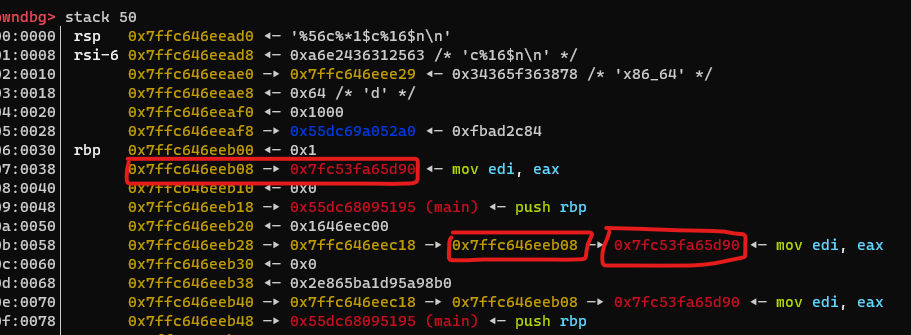 pwndbg> stack 50
00:0000│ rsp 0x7ffc646eead0 ◂— '%56c%*1$c%16$n\n'
01:0008│ rsi-6 0x7ffc646eead8 ◂— 0xa6e2436312563 /* 'c%16$n\n' */
02:0010│ 0x7ffc646eeae0 —▸ 0x7ffc646eee29 ◂— 0x34365f363878 /* 'x86_64' */
03:0018│ 0x7ffc646eeae8 ◂— 0x64 /* 'd' */
04:0020│ 0x7ffc646eeaf0 ◂— 0x1000
05:0028│ 0x7ffc646eeaf8 —▸ 0x55dc69a052a0 ◂— 0xfbad2c84
06:0030│ rbp 0x7ffc646eeb00 ◂— 0x1
07:0038│ 0x7ffc646eeb08 —▸ 0x7fc53fa65d90 ◂— mov edi, eax
08:0040│ 0x7ffc646eeb10 ◂— 0x0
09:0048│ 0x7ffc646eeb18 —▸ 0x55dc68095195 (main) ◂— push rbp
0a:0050│ 0x7ffc646eeb20 ◂— 0x1646eec00
0b:0058│ 0x7ffc646eeb28 —▸ 0x7ffc646eec18 —▸ 0x7ffc646eeb08 —▸ 0x7fc53fa65d90 ◂— mov edi, eax
0c:0060│ 0x7ffc646eeb30 ◂— 0x0
0d:0068│ 0x7ffc646eeb38 ◂— 0x2e865ba1d95a98b0
0e:0070│ 0x7ffc646eeb40 —▸ 0x7ffc646eec18 —▸ 0x7ffc646eeb08 —▸ 0x7fc53fa65d90 ◂— mov edi, eax
0f:0078│ 0x7ffc646eeb48 —▸ 0x55dc68095195 (main) ◂— push rbp